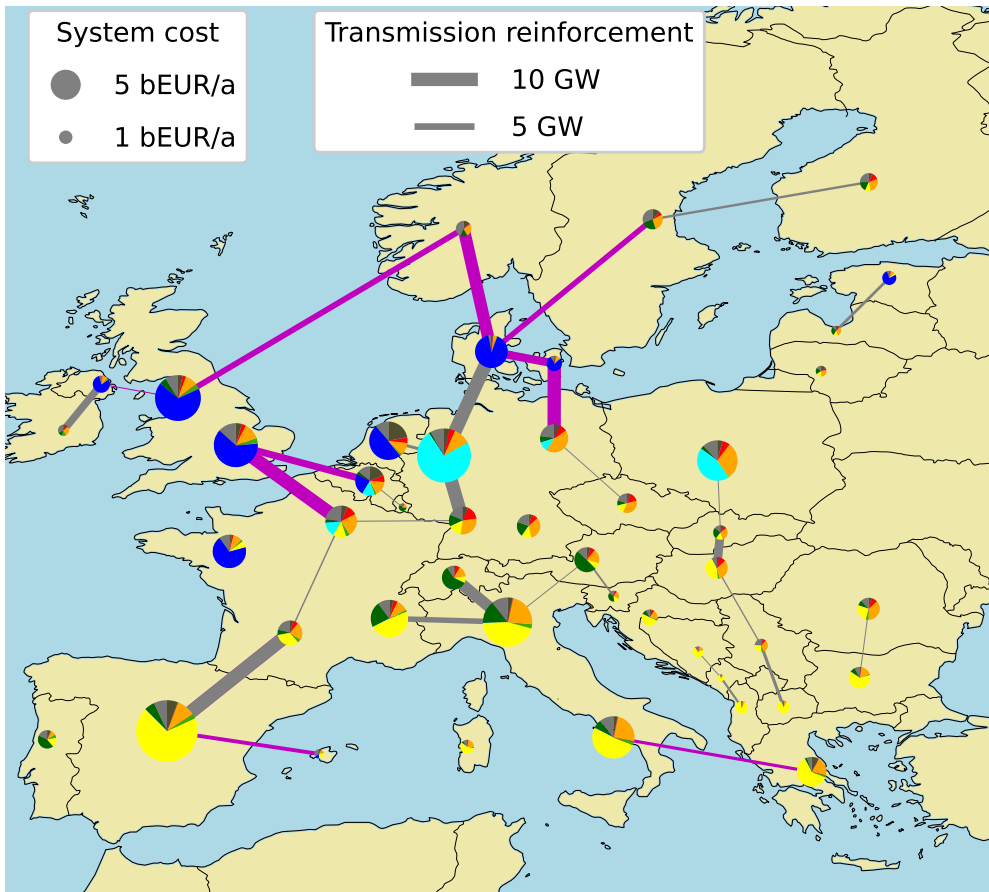 System cost
5 bEUR/a
1 bEUR/a
Transmission reinforcement
10 GW
5 GW